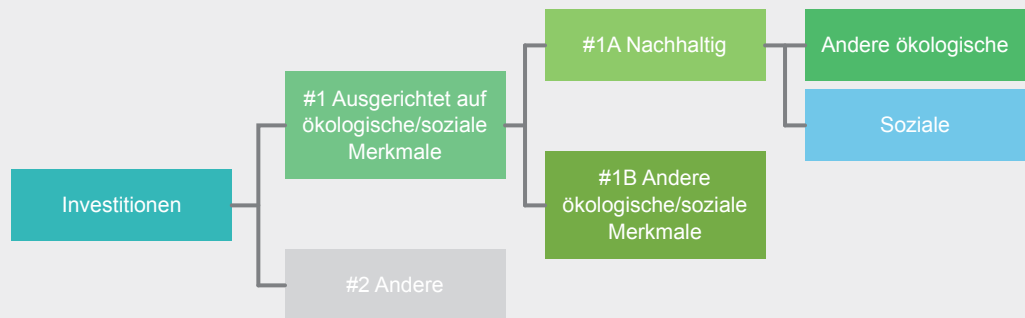 Investitionen
#1 Ausgerichtet auf
ökologische/soziale
Merkmale
#2 Andere
#1A Nachhaltig
#1B Andere
ökologische/soziale
Merkmale
Andere ökologische
Soziale